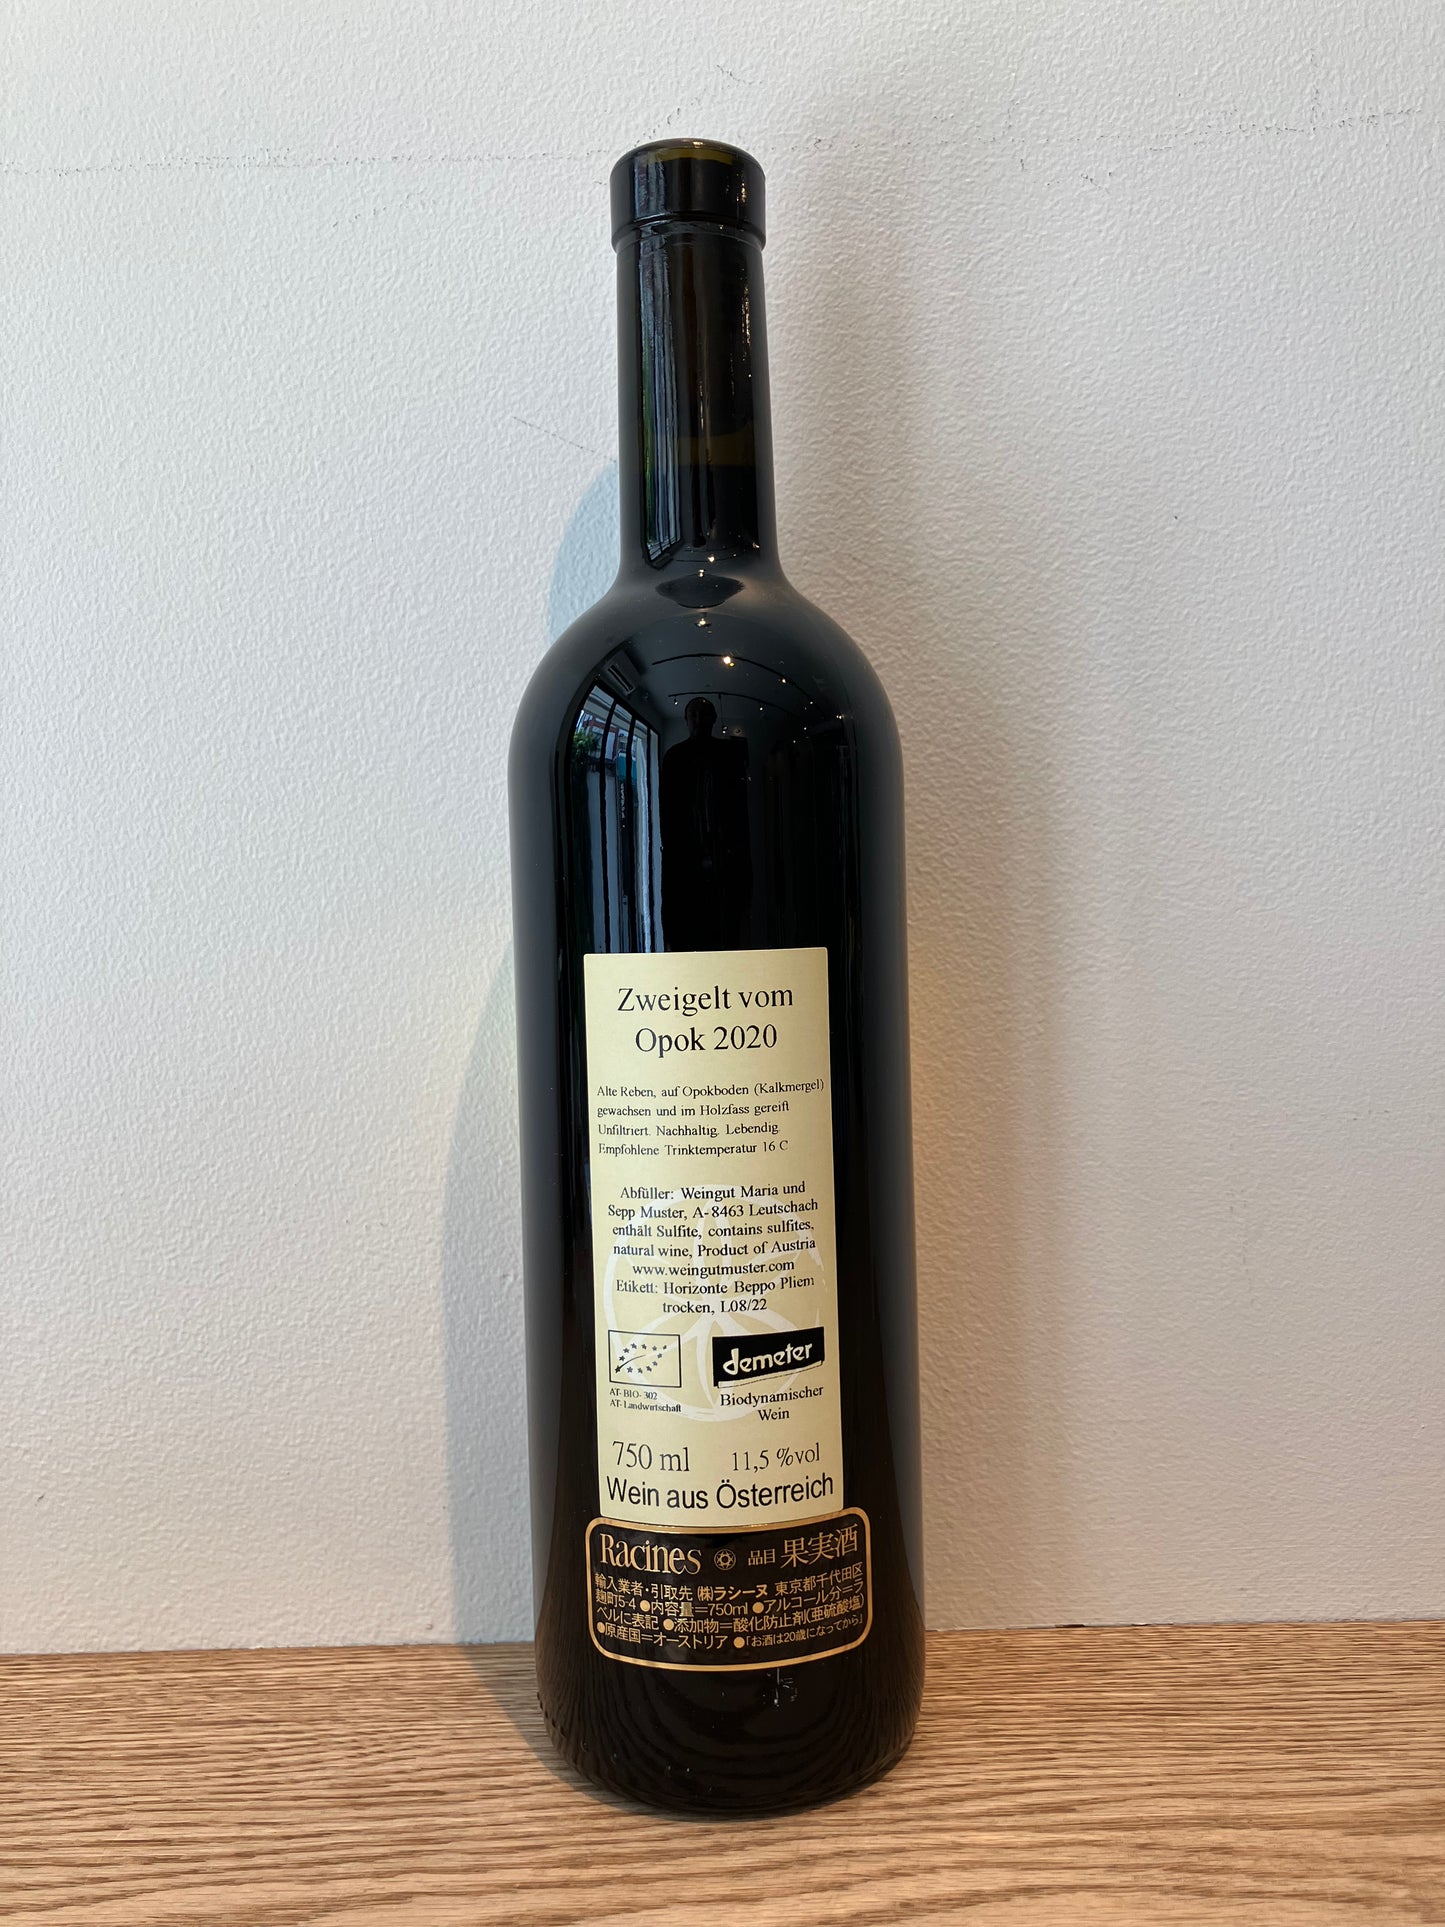 Zweigelt vom
Opok 2020
Alte Reben, auf Opokboden (Kalkmergel)
gewachsen und im Holzfass gereift
Unfiltriert. Nachhaltig. Lebendig.
Empfohlene Trinktemperatur 16 C
Abfüller: Weingut Maria und
Sepp Muster, A-8463 Leutschach
enthält Sulfite, contains sulfites,
natural wine, Product of Austria
www.weingutmuster.com
Etikett: Horizonte Beppo Pliem
trocken, L08/22
demeter
AT- BIO- 302
AT- Landwirtschaft
Biodynamischer
Wein
750 ml 11,5 %vol
Wein aus Österreich
Racines 品目 果実酒
輸入業者・引取先 ㈱ラシーヌ 東京都千代田区
麹町5-4 ●内容量=750ml ●アルコール分=ラ
ベルに表記 ●添加物=酸化防止剤(亜硫酸塩)
●原産国=オーストリア ●「お酒は20歳になってから」